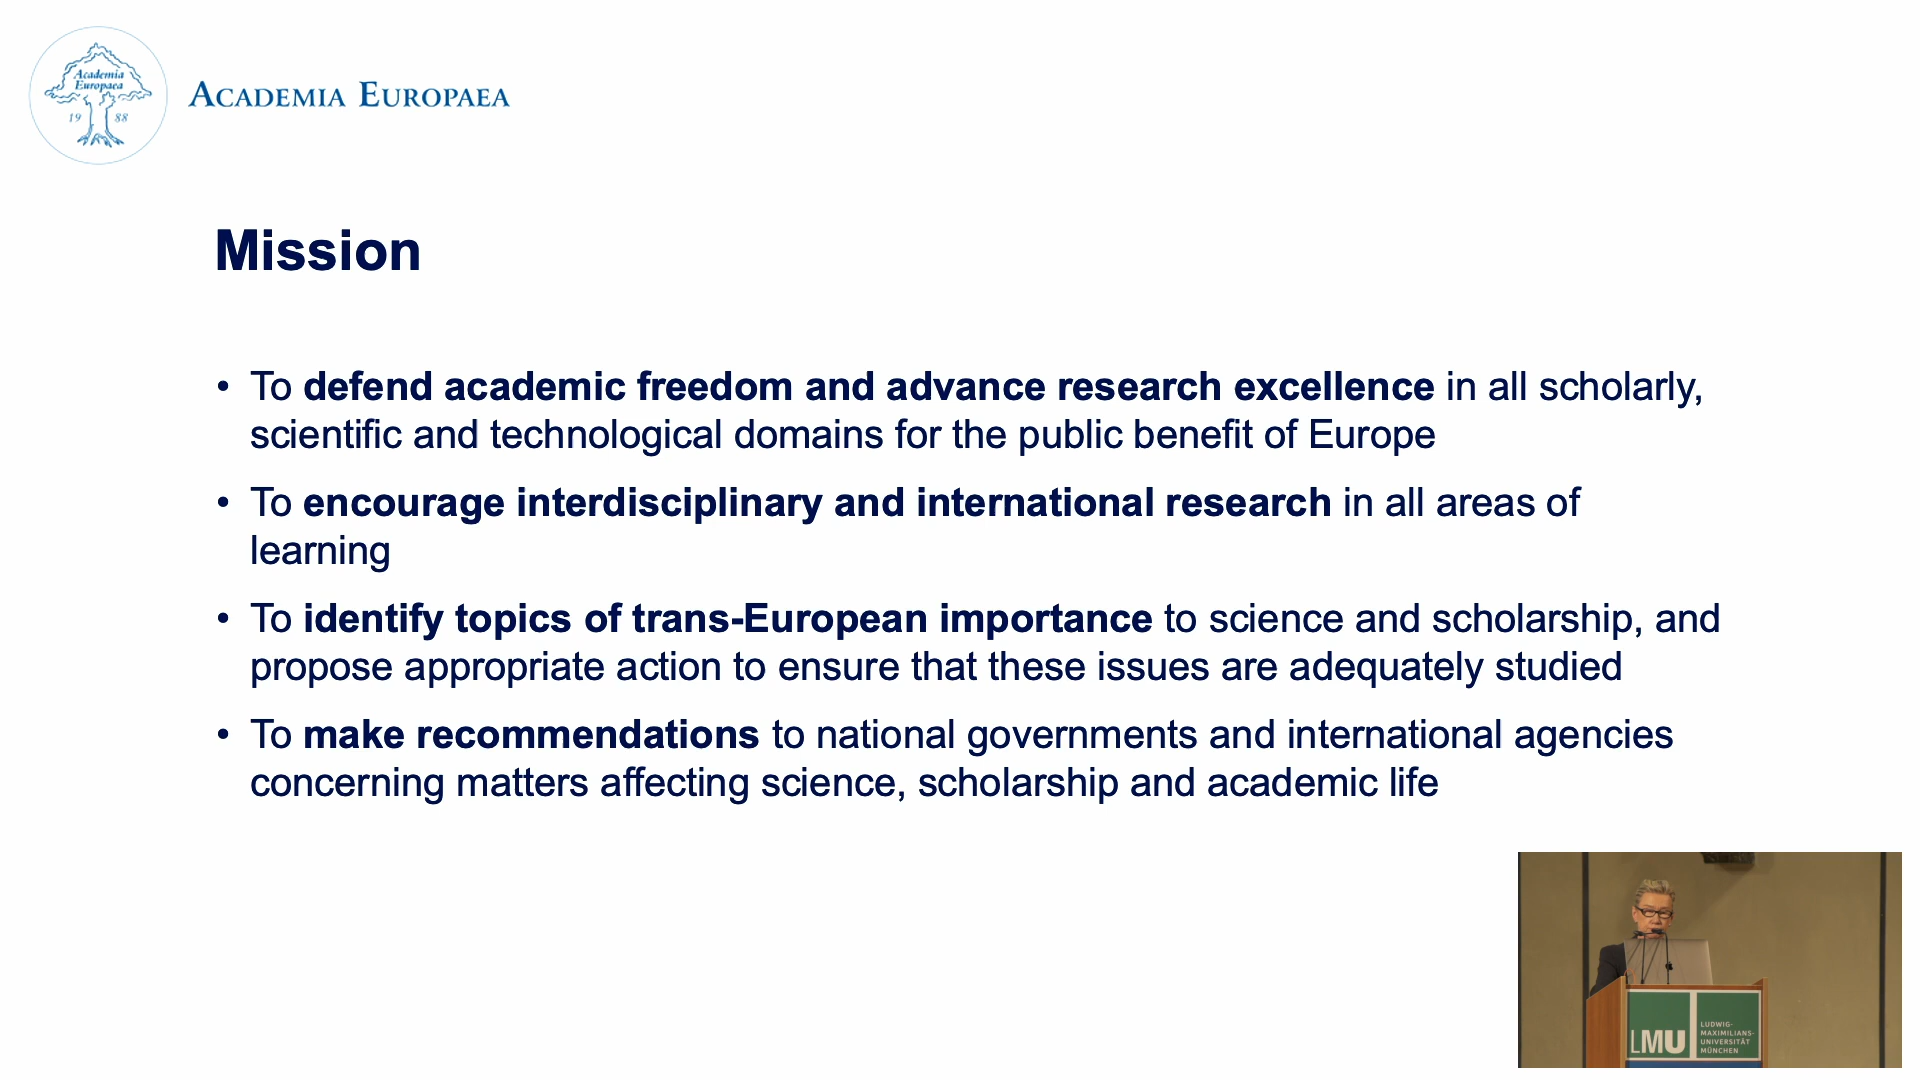 Academia
Europaea
19 88
ACADEMIA EUROPAEA
Mission
• To defend academic freedom and advance research excellence in all scholarly,
scientific and technological domains for the public benefit of Europe
• To encourage interdisciplinary and international research in all areas of
learning
• To identify topics of trans-European importance to science and scholarship, and
propose appropriate action to ensure that these issues are adequately studied
• To make recommendations to national governments and international agencies
concerning matters affecting science, scholarship and academic life
LMU
LUDWIG-
MAXIMILIANS-
UNIVERSITÄT
MÜNCHEN